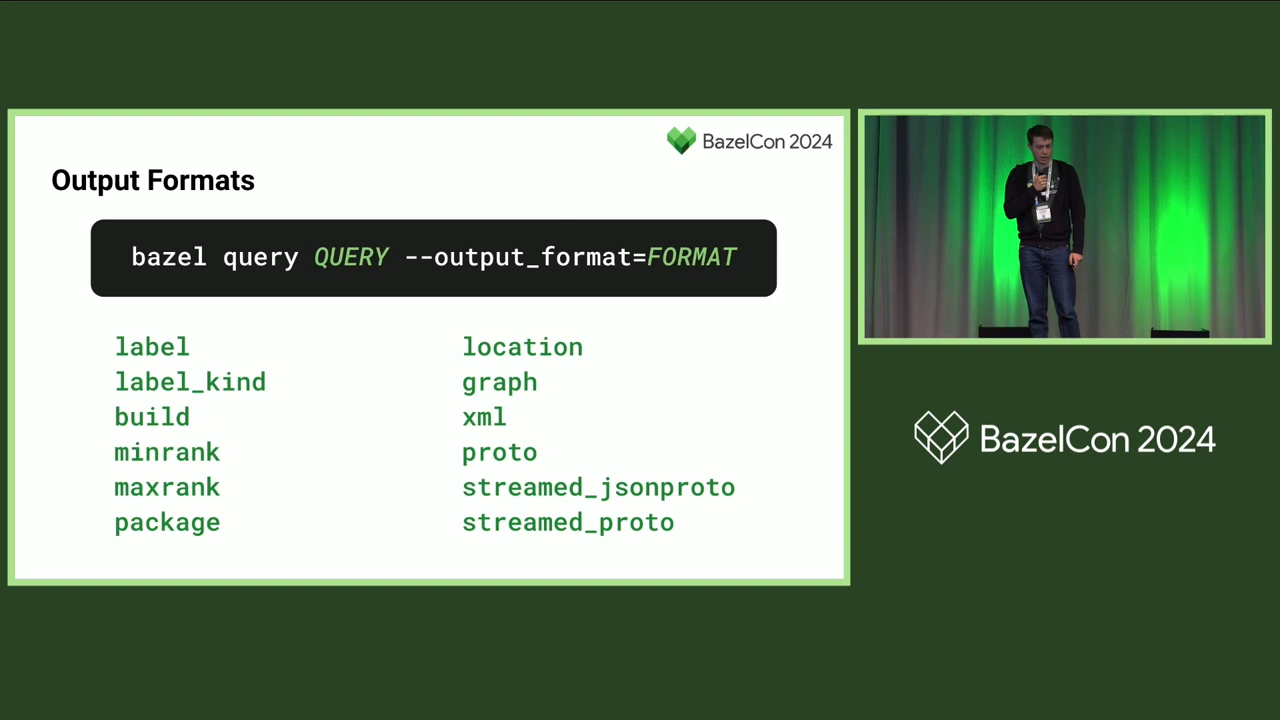 BazelCon 2024
Output Formats
bazel query QUERY --output_format=FORMAT
label
label_kind
build
minrank
maxrank
package
location
graph
xml
proto
streamed_jsonproto
streamed_proto
BazelCon 2024